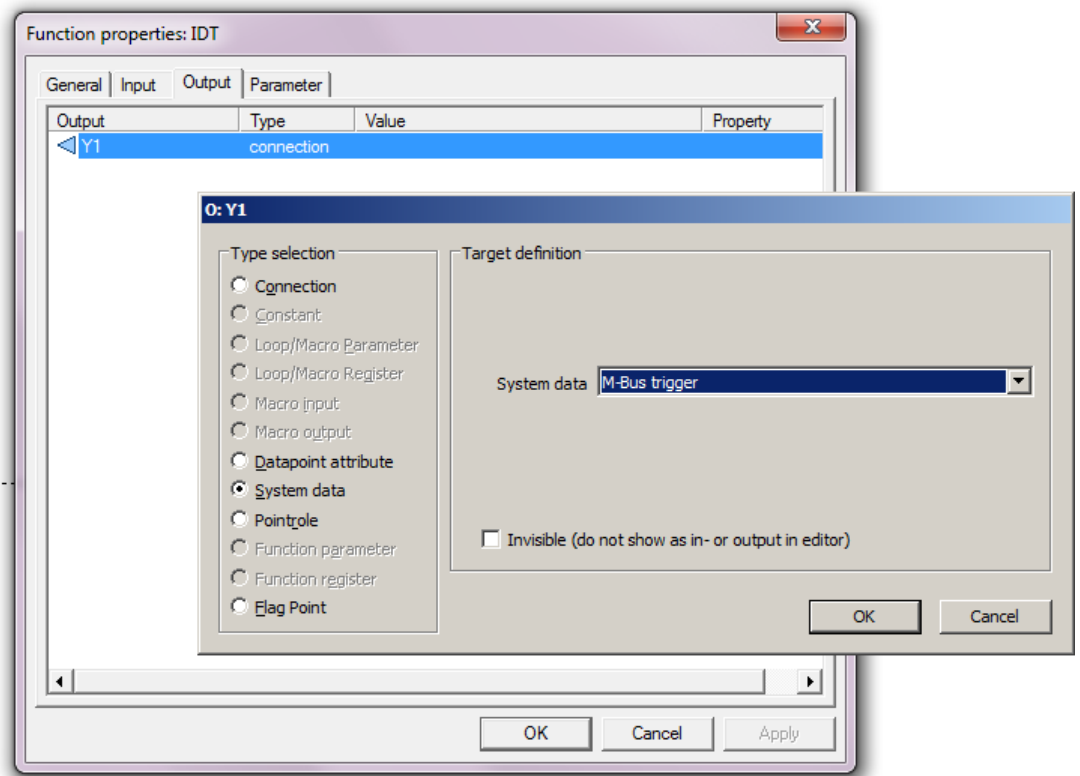 Function properties: IDT
General Input Output Parameter
Output Type Value Property
Y1 connection
O: Y1
Type selection
Connection
Constant
Loop/Macro Parameter
Loop/Macro Register
Macro input
Macro output
Datapoint attribute
System data
Pointrole
Function parameter
Function register
Flag Point
Target definition
System data M-Bus trigger
Invisible (do not show as in- or output in editor)
OK Cancel
OK Cancel Apply